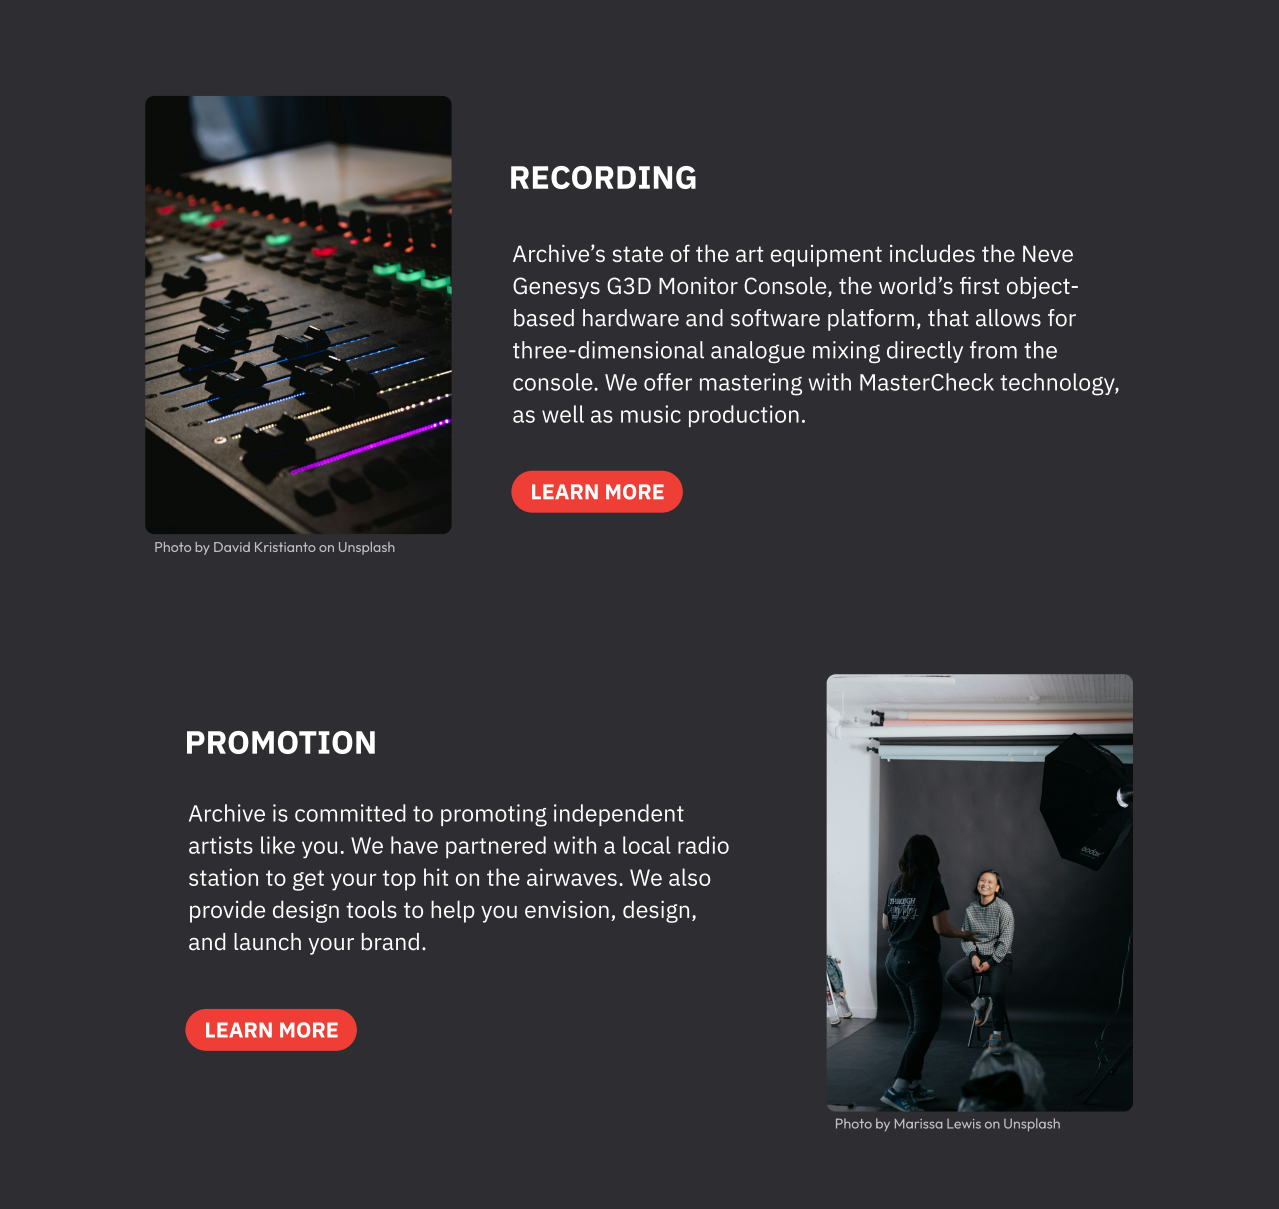 RECORDING
Archive’s state of the art equipment includes the Neve
Genesys G3D Monitor Console, the world’s first object-
based hardware and software platform, that allows for
three-dimensional analogue mixing directly from the
console. We offer mastering with MasterCheck technology,
as well as music production.
LEARN MORE
Photo by David Kristianto on Unsplash
PROMOTION
Archive is committed to promoting independent
artists like you. We have partnered with a local radio
station to get your top hit on the airwaves. We also
provide design tools to help you envision, design,
and launch your brand.
LEARN MORE
godox
THROUGH
Photo by Marissa Lewis on Unsplash